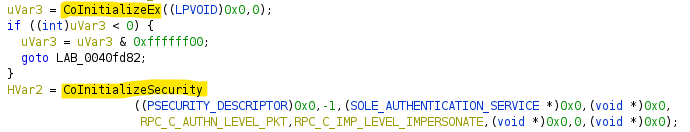 uVar3 = CoInitializeEx((LPVOID)0x0,0);
if ((int)uVar3 < 0) {
uVar3 = uVar3 & 0xffffff00;
goto LAB_0040fd82;
}
HVar2 = CoInitializeSecurity
((PSECURITY_DESCRIPTOR)0x0,-1,(SOLE_AUTHENTICATION_SERVICE *)0x0,(void *)0x0,
RPC_C_AUTHN_LEVEL_PKT,RPC_C_IMP_LEVEL_IMPERSONATE,(void *)0x0,0,(void *)0x0);